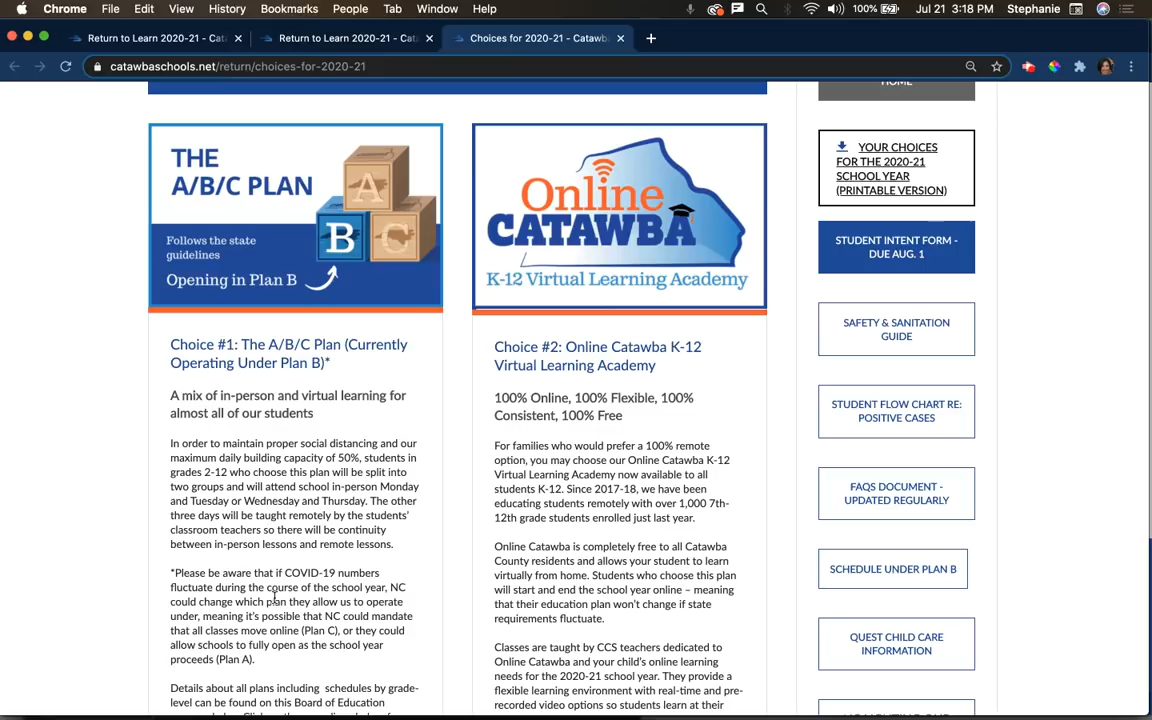 Chrome File Edit View History Bookmarks People Tab Window Help 100% Jul 21 3:18 PM Stephanie
Return to Learn 2020-21 - Cat
Return to Learn 2020-21 - Cat
Choices for 2020-21 - Catawba
catawbaschools.net/return/choices-for-2020-21
THE
A/B/C PLAN
Follows the state
guidelines
Opening in Plan B
A
B
C
Online
CATAWBA
K-12 Virtual Learning Academy
Choice #1: The A/B/C Plan (Currently
Operating Under Plan B)*
A mix of in-person and virtual learning for
almost all of our students
In order to maintain proper social distancing and our
maximum daily building capacity of 50%, students in
grades 2-12 who choose this plan will be split into
two groups and will attend school in-person Monday
and Tuesday or Wednesday and Thursday. The other
three days will be taught remotely by the students'
classroom teachers so there will be continuity
between in-person lessons and remote lessons.
*Please be aware that if COVID-19 numbers
fluctuate during the course of the school year, NC
could change which plan they allow us to operate
under, meaning it's possible that NC could mandate
that all classes move online (Plan C), or they could
allow schools to fully open as the school year
proceeds (Plan A).
Details about all plans including schedules by grade-
level can be found on this Board of Education
Choice #2: Online Catawba K-12
Virtual Learning Academy
100% Online, 100% Flexible, 100%
Consistent, 100% Free
For families who would prefer a 100% remote
option, you may choose our Online Catawba K-12
Virtual Learning Academy now available to all
students K-12. Since 2017-18, we have been
educating students remotely with over 1,000 7th-
12th grade students enrolled just last year.
Online Catawba is completely free to all Catawba
County residents and allows your student to learn
virtually from home. Students who choose this plan
will start and end the school year online – meaning
that their education plan won't change if state
requirements fluctuate.
Classes are taught by CCS teachers dedicated to
Online Catawba and your child's online learning
needs for the 2020-21 school year. They provide a
flexible learning environment with real-time and pre-
recorded video options so students learn at their
HOME
YOUR CHOICES
FOR THE 2020-21
SCHOOL YEAR
(PRINTABLE VERSION)
STUDENT INTENT FORM -
DUE AUG. 1
SAFETY & SANITATION
GUIDE
STUDENT FLOW CHART RE:
POSITIVE CASES
FAQS DOCUMENT -
UPDATED REGULARLY
SCHEDULE UNDER PLAN B
QUEST CHILD CARE
INFORMATION